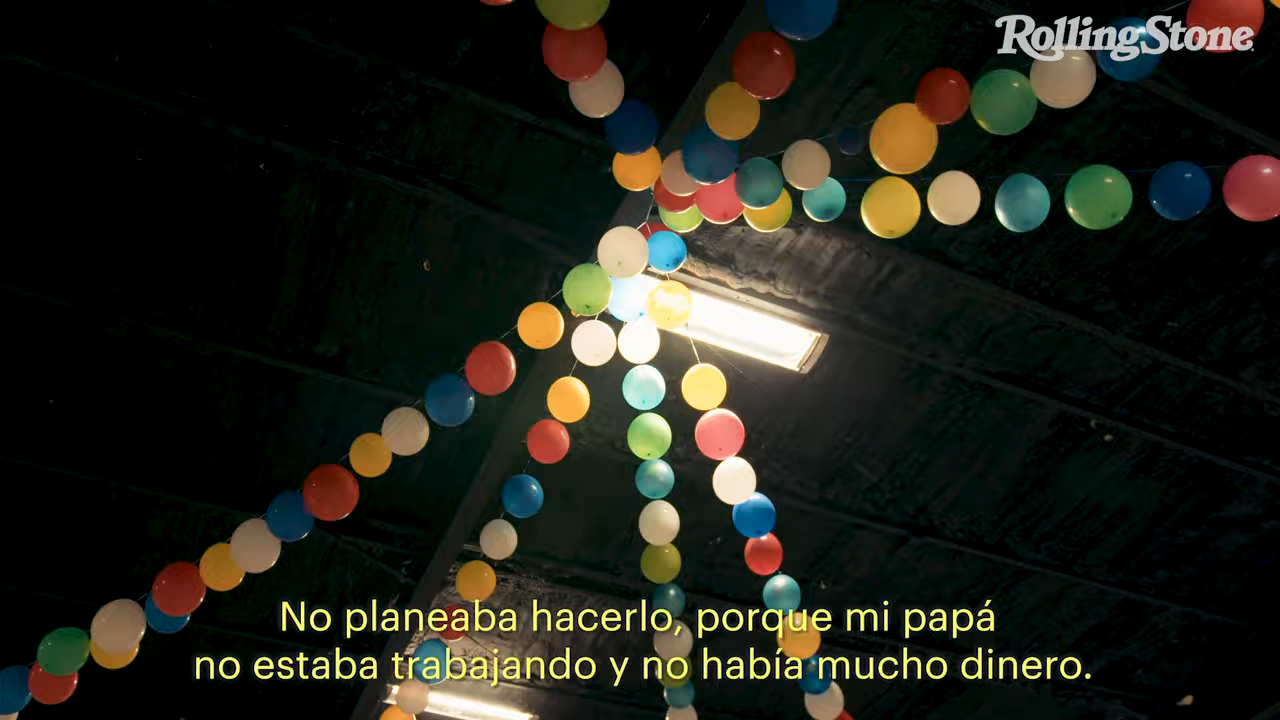 RollingStone
No planeaba hacerlo, porque mi papá
no estaba trabajando y no había mucho dinero.